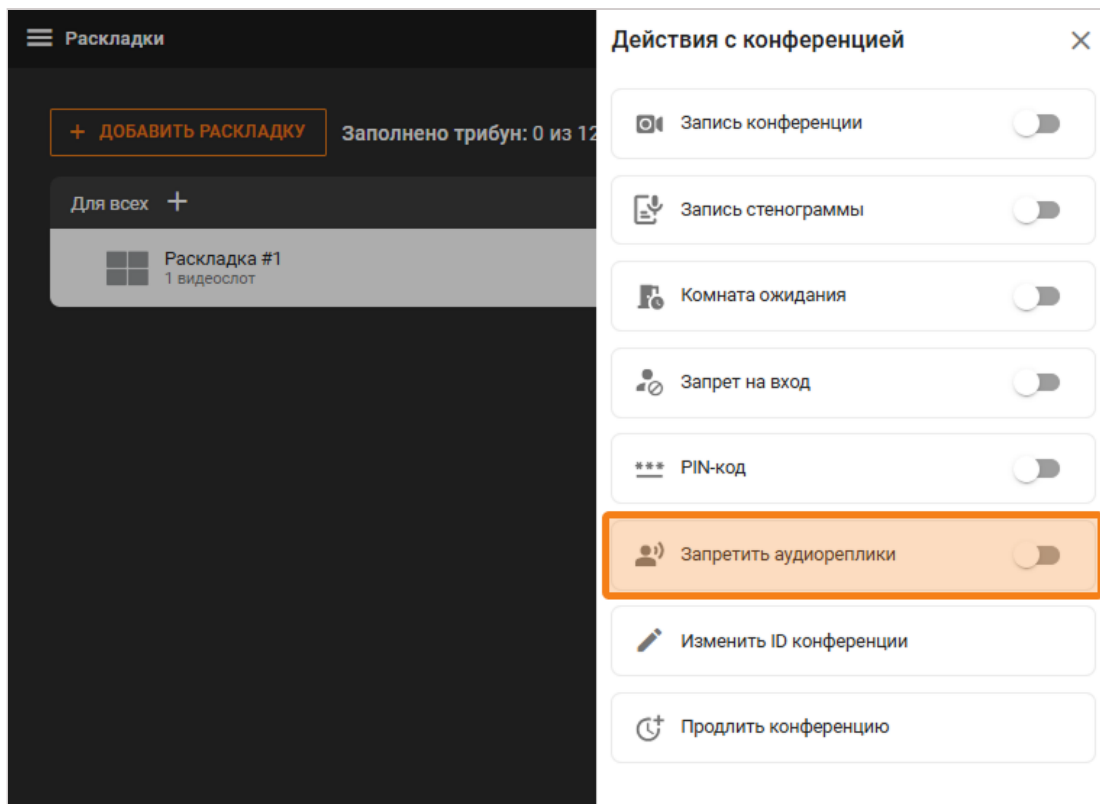 Раскладки
+ ДОБАВИТЬ РАСКЛАДКУ
Заполнено трибун: 0 из 12
Для всех +
Раскладка #1
1 видеослот
Действия с конференцией
Запись конференции
Запись стенограммы
Комната ожидания
Запрет на вход
*** PIN-код
Запретить аудиореплики
Изменить ID конференции
Продлить конференцию